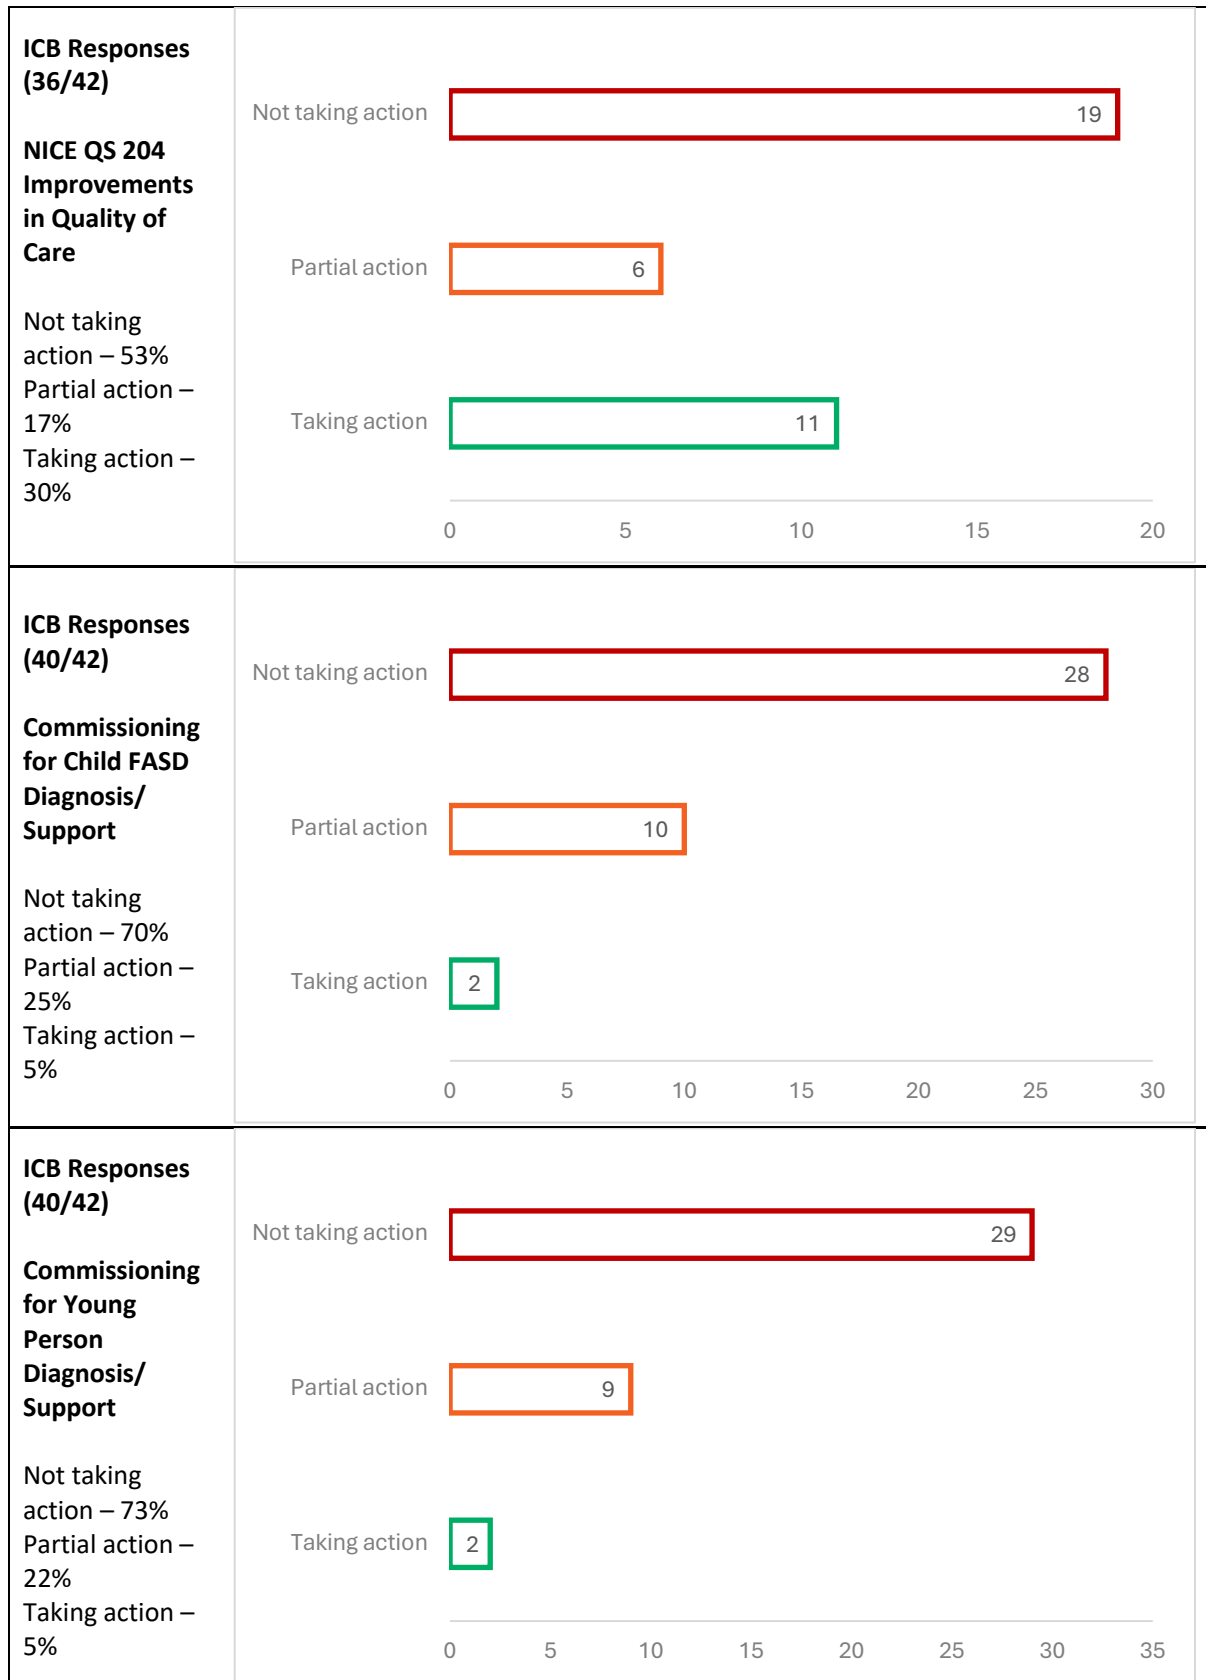 ICB Responses
(36/42)
NICE QS 204
Improvements
in Quality of
Care
Not taking
action – 53%
Partial action –
17%
Taking action –
30%
Not taking action
19
Partial action
6
Taking action
11
0 5 10 15 20
ICB Responses
(40/42)
Commissioning
for Child FASD
Diagnosis/
Support
Not taking
action – 70%
Partial action –
25%
Taking action –
5%
Not taking action
28
Partial action
10
Taking action
2
0 5 10 15 20 25 30
ICB Responses
(40/42)
Commissioning
for Young
Person
Diagnosis/
Support
Not taking
action – 73%
Partial action –
22%
Taking action –
5%
Not taking action
29
Partial action
9
Taking action
2
0 5 10 15 20 25 30 35